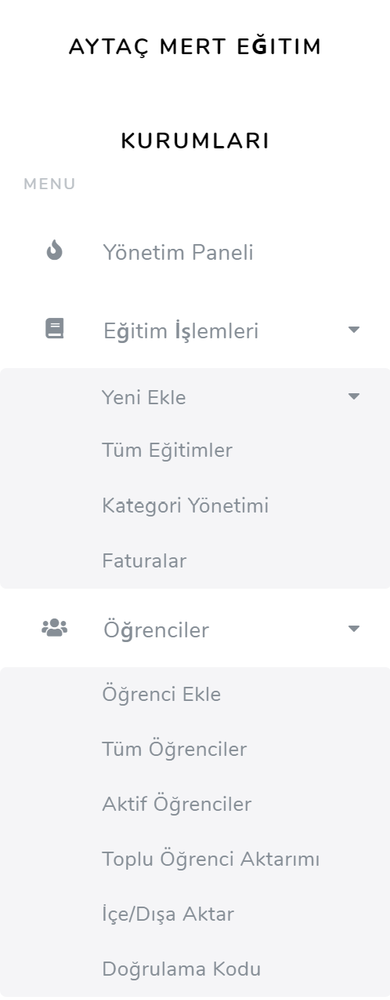 AYTAÇ MERT EĞITIM
KURUMLARI
MENU
Yönetim Paneli
Eğitim İşlemleri
Yeni Ekle
Tüm Eğitimler
Kategori Yönetimi
Faturalar
Öğrenciler
Öğrenci Ekle
Tüm Öğrenciler
Aktif Öğrenciler
Toplu Öğrenci Aktarımı
İçe/Dışa Aktar
Doğrulama Kodu